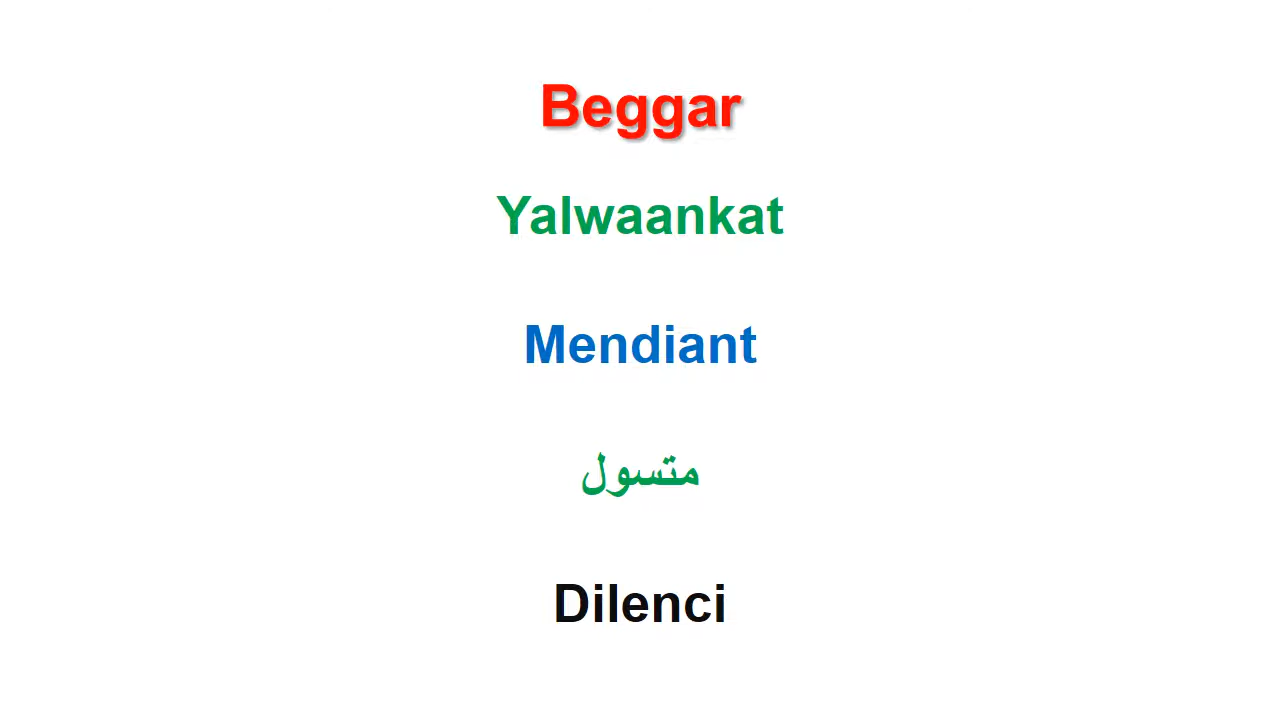 Beggar
Yalwaankat
Mendiant
متسول
Dilenci